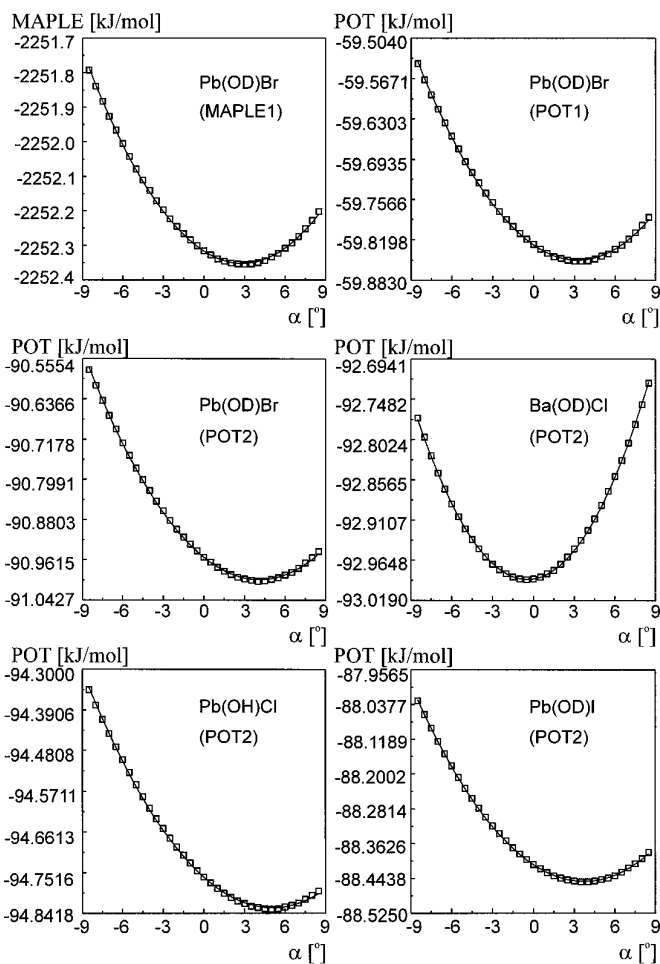 MAPLE [kJ/mol]
-2251.7
-2251.8
-2251.9
-2252.0
-2252.1
-2252.2
-2252.3
-2252.4
Pb(OD)Br
(MAPLE1)
-9 -6 -3 0 3 6 9
α [°]
POT [kJ/mol]
-59.5040
-59.5671
-59.6303
-59.6935
-59.7566
-59.8198
-59.8830
Pb(OD)Br
(POT1)
-9 -6 -3 0 3 6 9
α [°]
POT [kJ/mol]
-90.5554
-90.6366
-90.7178
-90.7991
-90.8803
-90.9615
-91.0427
Pb(OD)Br
(POT2)
-9 -6 -3 0 3 6 9
α [°]
POT [kJ/mol]
-92.6941
-92.7482
-92.8024
-92.8565
-92.9107
-92.9648
-93.0190
Ba(OD)Cl
(POT2)
-9 -6 -3 0 3 6 9
α [°]
POT [kJ/mol]
-94.3000
-94.3906
-94.4808
-94.5711
-94.6613
-94.7516
-94.8418
Pb(OH)Cl
(POT2)
-9 -6 -3 0 3 6 9
α [°]
POT [kJ/mol]
-87.9565
-88.0377
-88.1189
-88.2002
-88.2814
-88.3626
-88.4438
-88.5250
Pb(OD)I
(POT2)
-9 -6 -3 0 3 6 9
α [°]